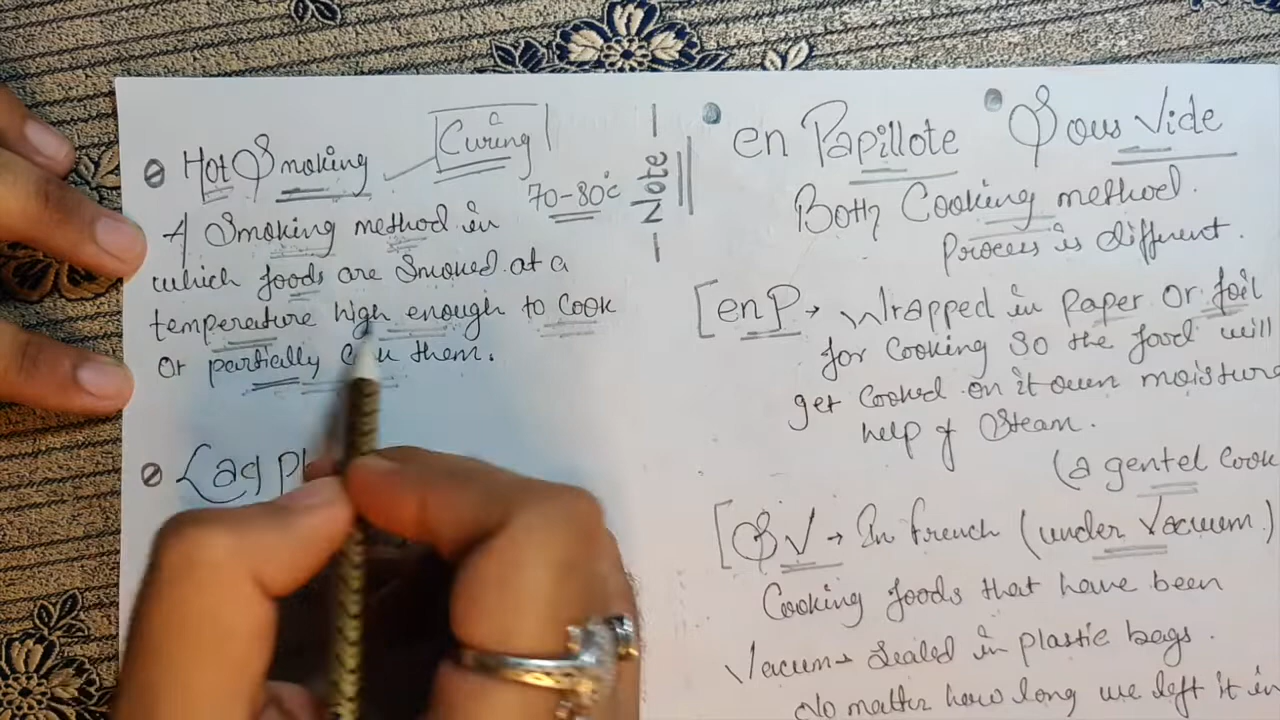 Hot Smoking
Curing
70-80°c
A Smoking method in
which foods are Smoked at a
temperature high enough to Cook
Or partially them.
- Note -
en Papillote
Sous Vide
Both Cooking method.
Process is different.
[en P → Wrapped in Paper Or foil
for Cooking So the food will
get Cooked on it own moisture
help of Steam.
(a gentel Cook
[SV → In french (under Vacuum.)
Cooking foods that have been
Vacum → Sealed in plastic bags.
No matter how long we left it in